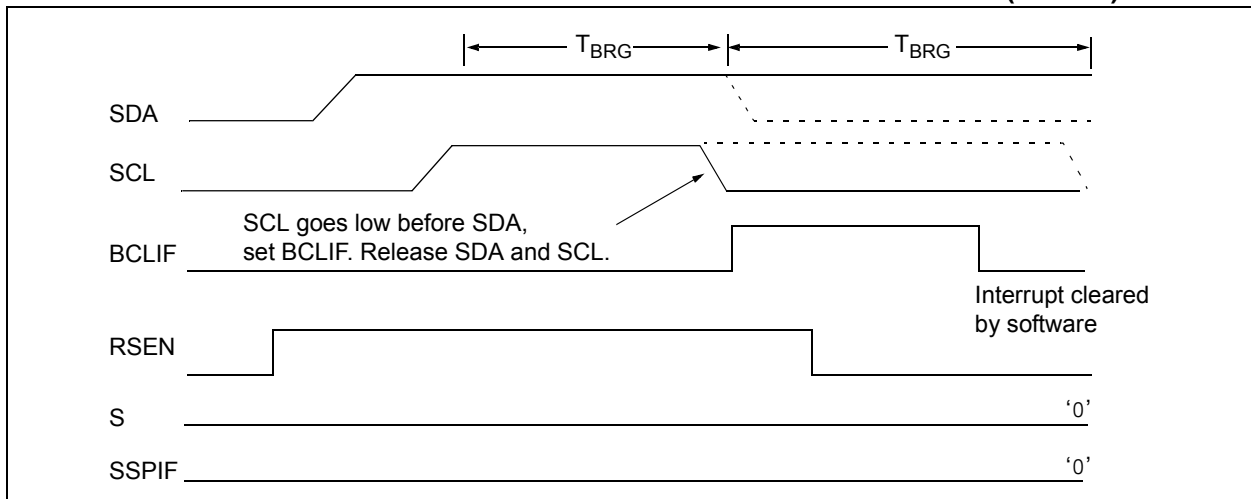 TBRG TBRG
SDA
SCL
SCL goes low before SDA,
set BCLIF. Release SDA and SCL.
BCLIF
Interrupt cleared
by software
RSEN
S ‘0’
SSPIF ‘0’